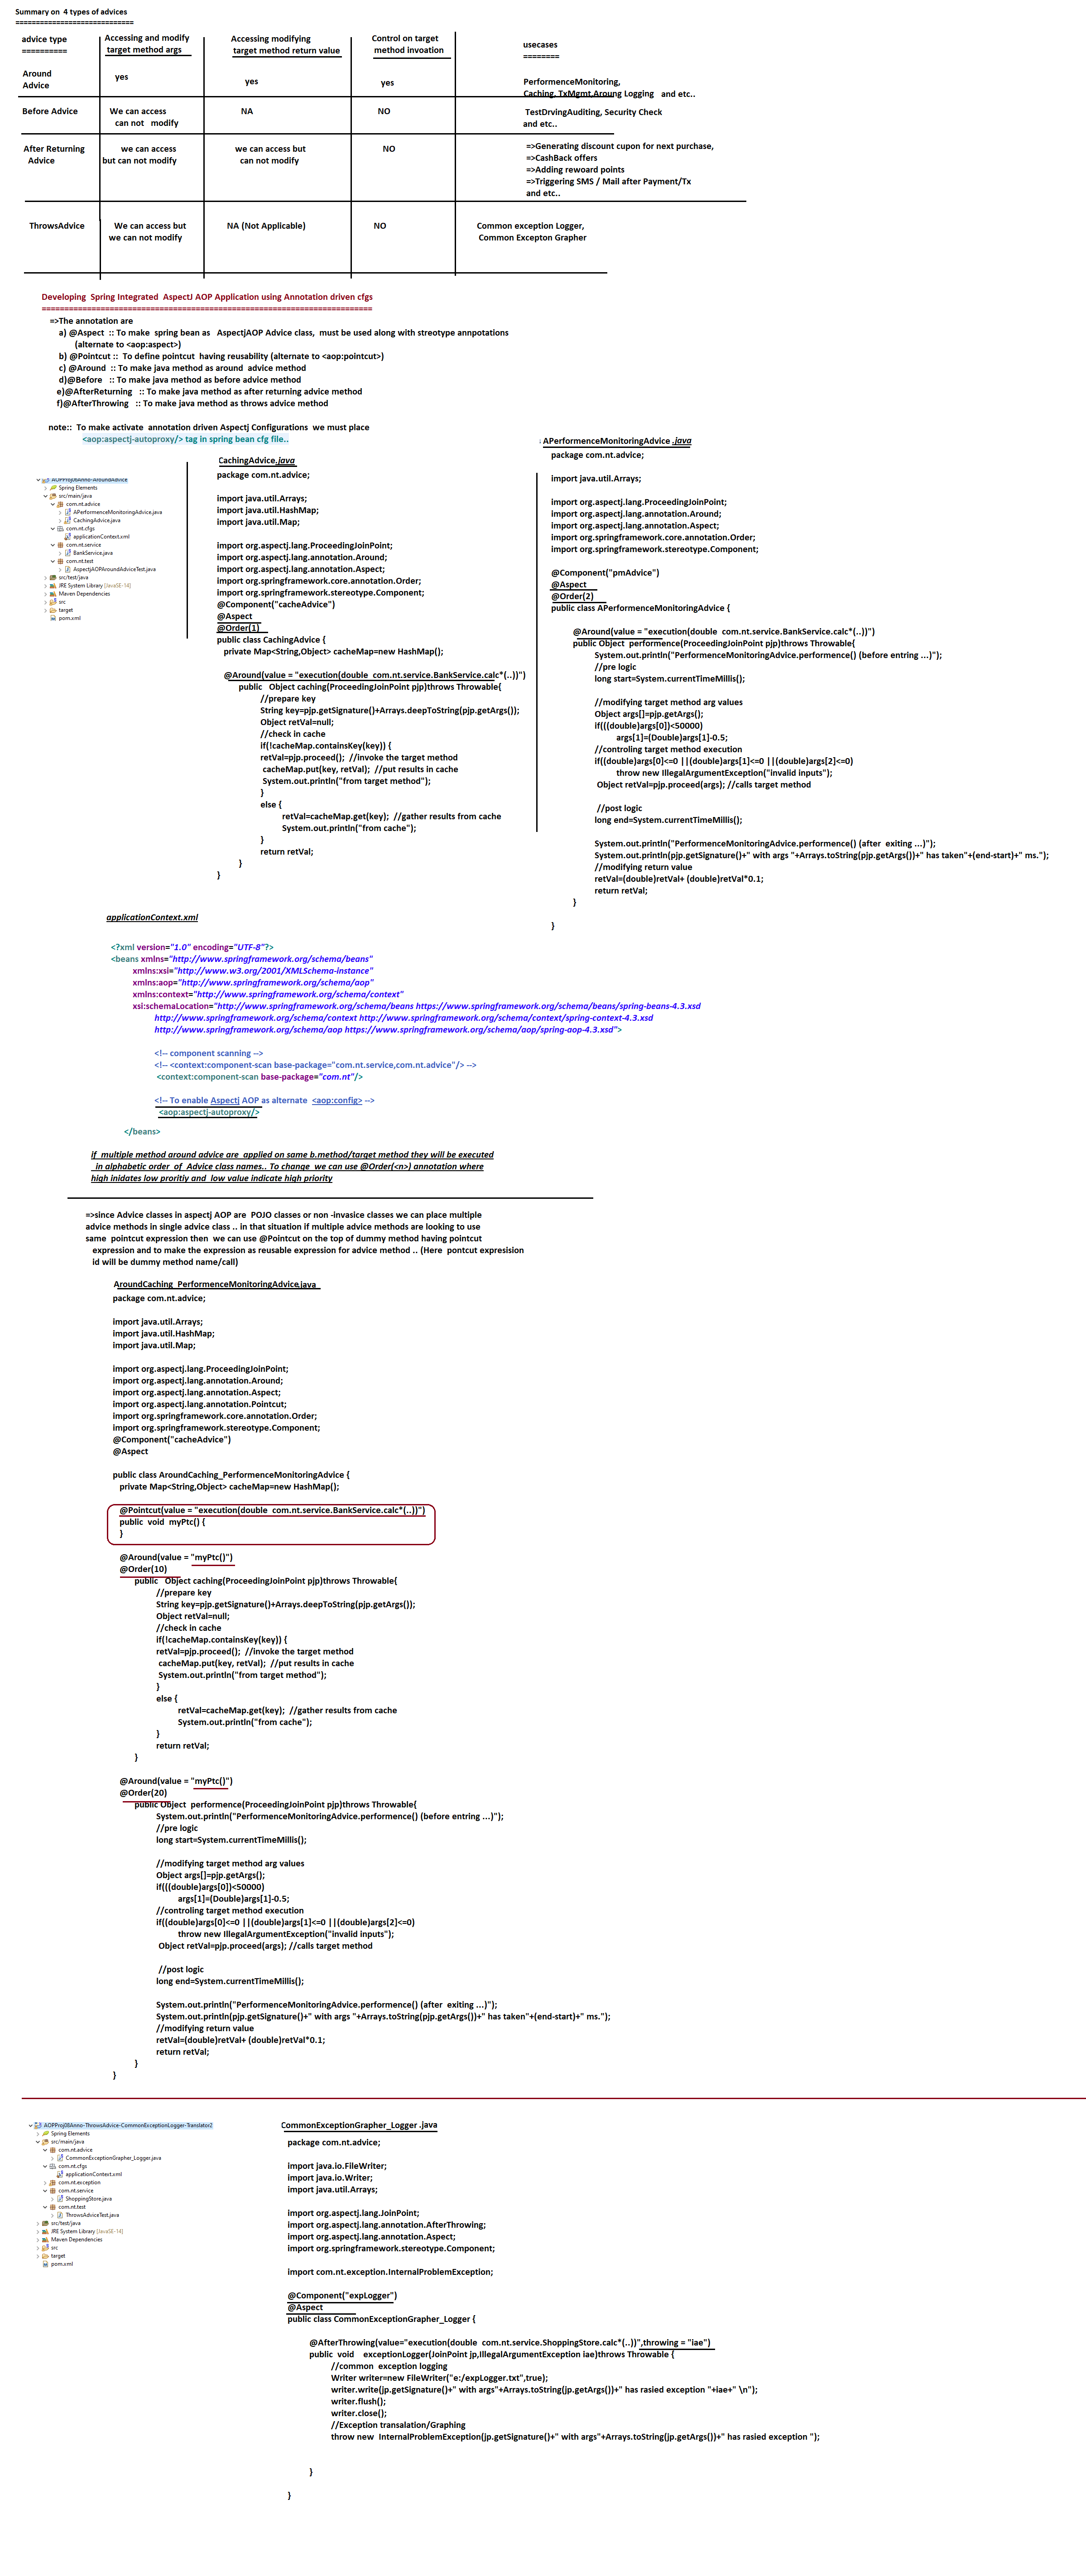 Summary on  4 types of advices
=============================
advice type
==========
Accessing and modify
target method args
Accessing modifying
target method return value
Control on target
method invoation
usecases
========
Around
Advice
yes
yes
yes
PerformenceMonitoring,
Caching, TxMgmt,Aroung Logging   and etc..
Before Advice
We can access
can not   modify
NA
NO
TestDrvingAuditing, Security Check
and etc..
After Returning
Advice
we can access
but can not modify
we can access but
can not modify
NO
=>Generating discount cupon for next purchase,
=>CashBack offers
=>Adding rewoard points
=>Triggering SMS / Mail after Payment/Tx
and etc..
ThrowsAdvice
We can access but
we can not modify
NA (Not Applicable)
NO
Common exception Logger,
Common Excepton Grapher
Developing  Spring Integrated  AspectJ AOP Application using Annotation driven cfgs
=========================================================================
=>The annotation are
a) @Aspect  :: To make  spring bean as   AspectjAOP Advice class,  must be used along with streotype annpotations
(alternate to <aop:aspect>)
b) @Pointcut ::  To define pointcut  having reusability (alternate to <aop:pointcut>)
c) @Around  :: To make java method as around  advice method
d)@Before   :: To make java method as before advice method
e)@AfterReturning   :: To make java method as after returning advice method
f)@AfterThrowing   :: To make java method as throws advice method
note::  To make activate  annotation driven Aspectj Configurations  we must place
<aop:aspectj-autoproxy/> tag in spring bean cfg file..
AOPProj06Anno-AroundAdvice
Spring Elements
src/main/java
com.nt.advice
APerformenceMonitoringAdvice.java
CachingAdvice.java
com.nt.cfgs
applicationContext.xml
com.nt.service
BankService.java
com.nt.test
AspectjAOPAroundAdviceTest.java
src/test/java
JRE System Library [JavaSE-14]
Maven Dependencies
src
target
pom.xml
CachingAdvice.java
package com.nt.advice;
import java.util.Arrays;
import java.util.HashMap;
import java.util.Map;
import org.aspectj.lang.ProceedingJoinPoint;
import org.aspectj.lang.annotation.Around;
import org.aspectj.lang.annotation.Aspect;
import org.springframework.core.annotation.Order;
import org.springframework.stereotype.Component;
@Component("cacheAdvice")
@Aspect
@Order(1)
public class CachingAdvice {
private Map<String,Object> cacheMap=new HashMap();
@Around(value = "execution(double  com.nt.service.BankService.calc*(..))")
public   Object caching(ProceedingJoinPoint pjp)throws Throwable{
//prepare key
String key=pjp.getSignature()+Arrays.deepToString(pjp.getArgs());
Object retVal=null;
//check in cache
if(!cacheMap.containsKey(key)) {
retVal=pjp.proceed();  //invoke the target method
cacheMap.put(key, retVal);  //put results in cache
System.out.println("from target method");
}
else {
retVal=cacheMap.get(key);  //gather results from cache
System.out.println("from cache");
}
return retVal;
}
}
APerformenceMonitoringAdvice .java
package com.nt.advice;
import java.util.Arrays;
import org.aspectj.lang.ProceedingJoinPoint;
import org.aspectj.lang.annotation.Around;
import org.aspectj.lang.annotation.Aspect;
import org.springframework.core.annotation.Order;
import org.springframework.stereotype.Component;
@Component("pmAdvice")
@Aspect
@Order(2)
public class APerformenceMonitoringAdvice {
@Around(value = "execution(double  com.nt.service.BankService.calc*(..))")
public Object  performence(ProceedingJoinPoint pjp)throws Throwable{
System.out.println("PerformenceMonitoringAdvice.performence() (before entring ...)");
//pre logic
long start=System.currentTimeMillis();
//modifying target method arg values
Object args[]=pjp.getArgs();
if(((double)args[0])<50000)
args[1]=(Double)args[1]-0.5;
//controling target method execution
if((double)args[0]<=0 ||(double)args[1]<=0 ||(double)args[2]<=0)
throw new IllegalArgumentException("invalid inputs");
Object retVal=pjp.proceed(args); //calls target method
//post logic
long end=System.currentTimeMillis();
System.out.println("PerformenceMonitoringAdvice.performence() (after  exiting ...)");
System.out.println(pjp.getSignature()+" with args "+Arrays.toString(pjp.getArgs())+" has taken"+(end-start)+" ms.");
//modifying return value
retVal=(double)retVal+ (double)retVal*0.1;
return retVal;
}
}
applicationContext.xml
<?xml version="1.0" encoding="UTF-8"?>
<beans xmlns="http://www.springframework.org/schema/beans"
xmlns:xsi="http://www.w3.org/2001/XMLSchema-instance"
xmlns:aop="http://www.springframework.org/schema/aop"
xmlns:context="http://www.springframework.org/schema/context"
xsi:schemaLocation="http://www.springframework.org/schema/beans https://www.springframework.org/schema/beans/spring-beans-4.3.xsd
http://www.springframework.org/schema/context http://www.springframework.org/schema/context/spring-context-4.3.xsd
http://www.springframework.org/schema/aop https://www.springframework.org/schema/aop/spring-aop-4.3.xsd">
<!-- component scanning -->
<!-- <context:component-scan base-package="com.nt.service,com.nt.advice"/> -->
<context:component-scan base-package="com.nt"/>
<!-- To enable Aspectj AOP as alternate  <aop:config> -->
<aop:aspectj-autoproxy/>
</beans>
if  multiple method around advice are  applied on same b.method/target method they will be executed
in alphabetic order  of  Advice class names.. To change  we can use @Order(<n>) annotation where
high inidates low proritiy and  low value indicate high priority
=>since Advice classes in aspectj AOP are  POJO classes or non -invasice classes we can place multiple
advice methods in single advice class .. in that situation if multiple advice methods are looking to use
same  pointcut expression then  we can use @Pointcut on the top of dummy method having pointcut
expression and to make the expression as reusable expression for advice method .. (Here  pontcut expresision
id will be dummy method name/call)
AroundCaching_PerformenceMonitoringAdvice.java
package com.nt.advice;
import java.util.Arrays;
import java.util.HashMap;
import java.util.Map;
import org.aspectj.lang.ProceedingJoinPoint;
import org.aspectj.lang.annotation.Around;
import org.aspectj.lang.annotation.Aspect;
import org.aspectj.lang.annotation.Pointcut;
import org.springframework.core.annotation.Order;
import org.springframework.stereotype.Component;
@Component("cacheAdvice")
@Aspect
public class AroundCaching_PerformenceMonitoringAdvice {
private Map<String,Object> cacheMap=new HashMap();
@Pointcut(value = "execution(double  com.nt.service.BankService.calc*(..))")
public  void  myPtc() {
}
@Around(value = "myPtc()")
@Order(10)
public   Object caching(ProceedingJoinPoint pjp)throws Throwable{
//prepare key
String key=pjp.getSignature()+Arrays.deepToString(pjp.getArgs());
Object retVal=null;
//check in cache
if(!cacheMap.containsKey(key)) {
retVal=pjp.proceed();  //invoke the target method
cacheMap.put(key, retVal);  //put results in cache
System.out.println("from target method");
}
else {
retVal=cacheMap.get(key);  //gather results from cache
System.out.println("from cache");
}
return retVal;
}
@Around(value = "myPtc()")
@Order(20)
public Object  performence(ProceedingJoinPoint pjp)throws Throwable{
System.out.println("PerformenceMonitoringAdvice.performence() (before entring ...)");
//pre logic
long start=System.currentTimeMillis();
//modifying target method arg values
Object args[]=pjp.getArgs();
if(((double)args[0])<50000)
args[1]=(Double)args[1]-0.5;
//controling target method execution
if((double)args[0]<=0 ||(double)args[1]<=0 ||(double)args[2]<=0)
throw new IllegalArgumentException("invalid inputs");
Object retVal=pjp.proceed(args); //calls target method
//post logic
long end=System.currentTimeMillis();
System.out.println("PerformenceMonitoringAdvice.performence() (after  exiting ...)");
System.out.println(pjp.getSignature()+" with args "+Arrays.toString(pjp.getArgs())+" has taken"+(end-start)+" ms.");
//modifying return value
retVal=(double)retVal+ (double)retVal*0.1;
return retVal;
}
}
AOPProj08Anno-ThrowsAdvice-CommonExceptionLogger-Translator2
Spring Elements
src/main/java
com.nt.advice
CommonExceptionGrapher_Logger.java
com.nt.cfgs
applicationContext.xml
com.nt.exception
com.nt.service
ShoppingStore.java
com.nt.test
ThrowsAdviceTest.java
src/test/java
JRE System Library [JavaSE-14]
Maven Dependencies
src
target
pom.xml
CommonExceptionGrapher_Logger .java
package com.nt.advice;
import java.io.FileWriter;
import java.io.Writer;
import java.util.Arrays;
import org.aspectj.lang.JoinPoint;
import org.aspectj.lang.annotation.AfterThrowing;
import org.aspectj.lang.annotation.Aspect;
import org.springframework.stereotype.Component;
import com.nt.exception.InternalProblemException;
@Component("expLogger")
@Aspect
public class CommonExceptionGrapher_Logger {
@AfterThrowing(value="execution(double  com.nt.service.ShoppingStore.calc*(..))",throwing = "iae")
public  void    exceptionLogger(JoinPoint jp,IllegalArgumentException iae)throws Throwable {
//common  exception logging
Writer writer=new FileWriter("e:/expLogger.txt",true);
writer.write(jp.getSignature()+" with args"+Arrays.toString(jp.getArgs())+" has rasied exception "+iae+" \n");
writer.flush();
writer.close();
//Exception transalation/Graphing
throw new  InternalProblemException(jp.getSignature()+" with args"+Arrays.toString(jp.getArgs())+" has rasied exception ");
}
}